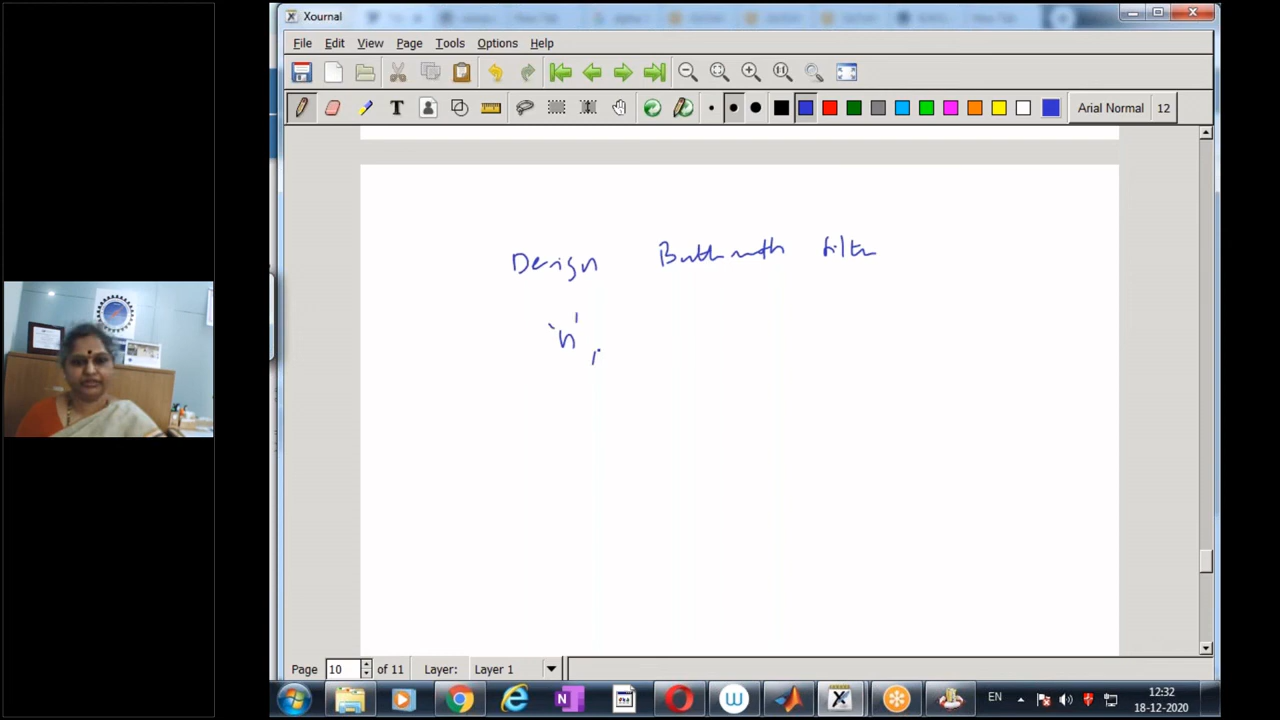 Xournal
File Edit View Page Tools Options Help
Arial Normal 12
Design Butterworth filter
'n',
Page 10 of 11 Layer: Layer 1
EN 12:32
18-12-2020